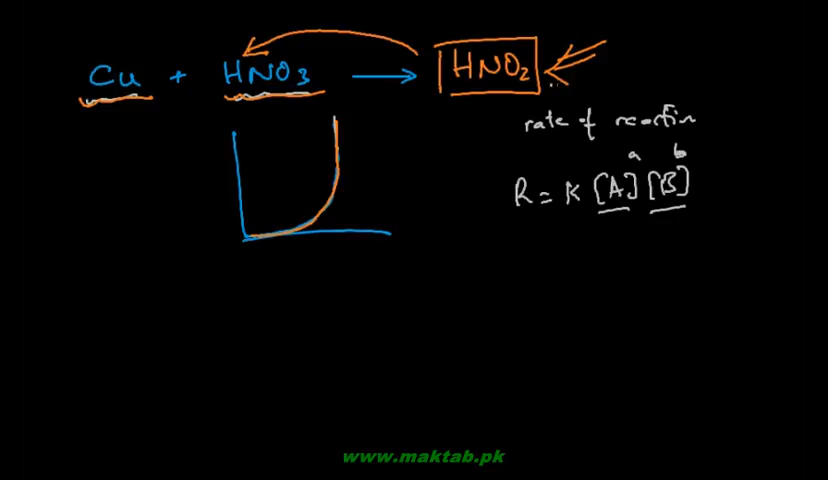 Cu + HNO₃ → HNO₂
rate of reaction
R = K [A]ᵃ [B]ᵇ
www.maktab.pk